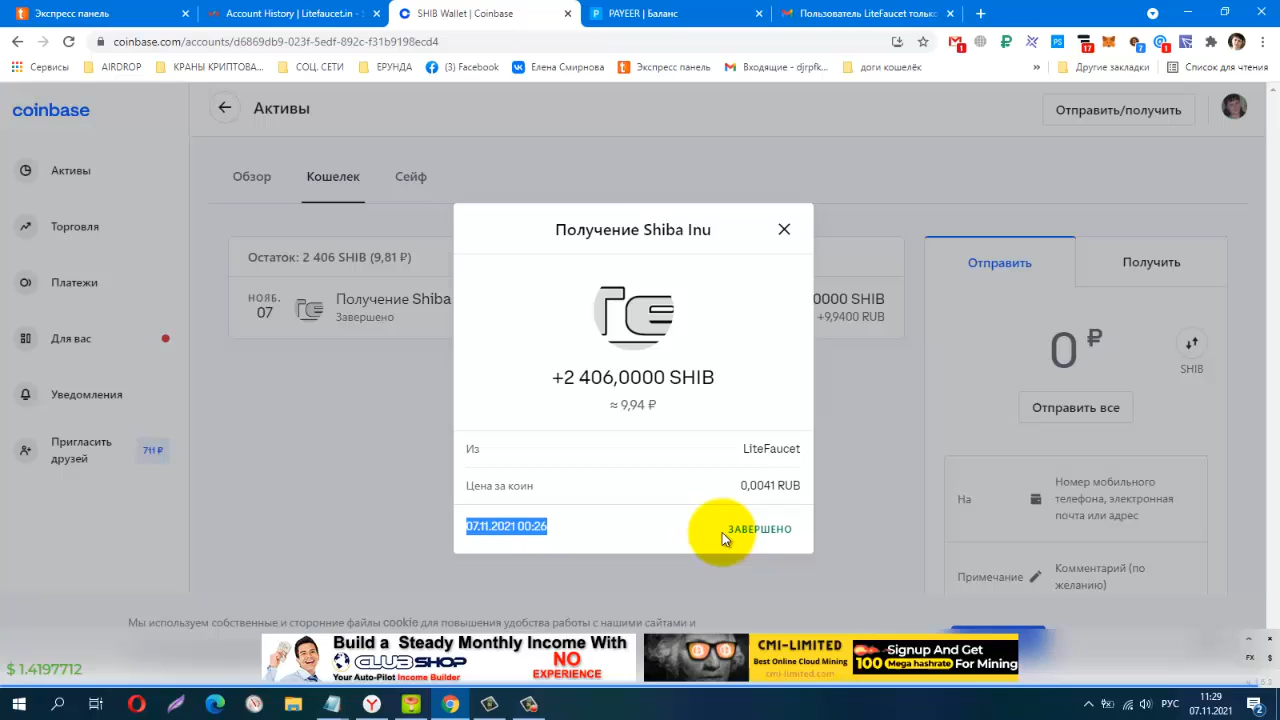 Экспресс панель
Account History | Litefaucet.in - S
SHIB Wallet | Coinbase
PAYEER | Баланс
Пользователь LiteFaucet только
coinbase.com/accounts/d6869db9-023f-5edf-892c-f31b9198ecd4
Сервисы
AIRDROP
КРАНЫ КРИПТОВА...
СОЦ. СЕТИ
ЕРУНДА
(3) Facebook
Елена Смирнова
Экспресс панель
Входящие - djrpfk...
доги кошелёк
»
Другие закладки
Список для чтения
coinbase
Активы
Отправить/получить
Активы
Торговля
Платежи
Для вас
Уведомления
Пригласить
друзей
711 ₽
Обзор
Кошелек
Сейф
Остаток: 2 406 SHIB (9,81 ₽)
НОЯБ.
07
Получение Shiba
Завершено
0000 SHIB
+9,9400 RUB
Получение Shiba Inu
+2 406,0000 SHIB
≈ 9,94 ₽
Из
LiteFaucet
Цена за коин
0,0041 RUB
07.11.2021 00:26
ЗАВЕРШЕНО
Отправить
Получить
0 ₽
SHIB
Отправить все
На
Номер мобильного
телефона, электронная
почта или адрес
Примечание
Комментарий (по
желанию)
Мы используем собственные и сторонние файлы cookie для повышения удобства работы с нашими сайтами и
$ 1.4197712
Build a Steady Monthly Income With
CLUBSHOP
NO
Your Auto-Pilot Income Builder
EXPERIENCE
CMI-LIMITED
Best Online Cloud Mining
cmi-limited.com
Signup And Get
100 Mega hashrate For Mining
FX
РУС
11:29
07.11.2021